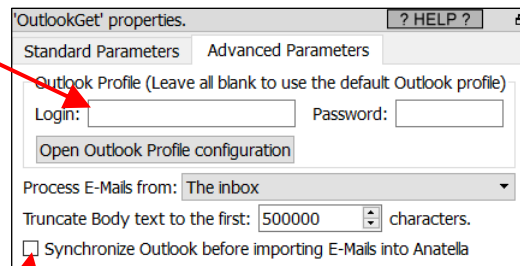 'OutlookGet' properties. ? HELP ?
Standard Parameters Advanced Parameters
Outlook Profile (Leave all blank to use the default Outlook profile)
Login: Password:
Open Outlook Profile configuration
Process E-Mails from: The inbox
Truncate Body text to the first: 500000 characters.
Synchronize Outlook before importing E-Mails into Anatella